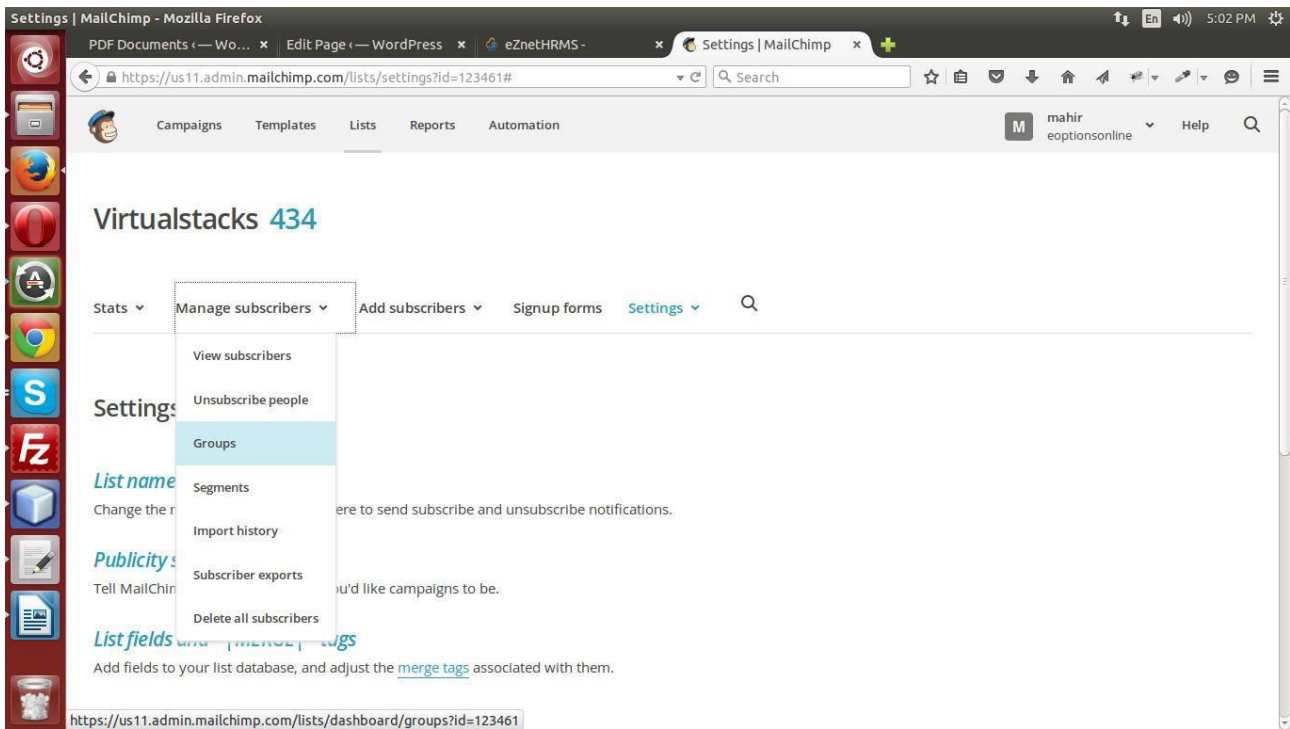 Settings | MailChimp - Mozilla Firefox
En 5:02 PM
PDF Documents ‹ — Wo... × Edit Page ‹ — WordPress × eZnetHRMS - × Settings | MailChimp ×
https://us11.admin.mailchimp.com/lists/settings?id=123461# Search
Campaigns Templates Lists Reports Automation M mahir Help
eoptionsonline
Virtualstacks 434
Stats Manage subscribers Add subscribers Signup forms Settings
View subscribers
Unsubscribe people
Settings
Groups
List name
Segments
Change the ere to send subscribe and unsubscribe notifications.
Import history
Publicity
Subscriber exports
Tell MailChim u'd like campaigns to be.
Delete all subscribers
List fields and *|MERGE|* tags
Add fields to your list database, and adjust the merge tags associated with them.
https://us11.admin.mailchimp.com/lists/dashboard/groups?id=123461